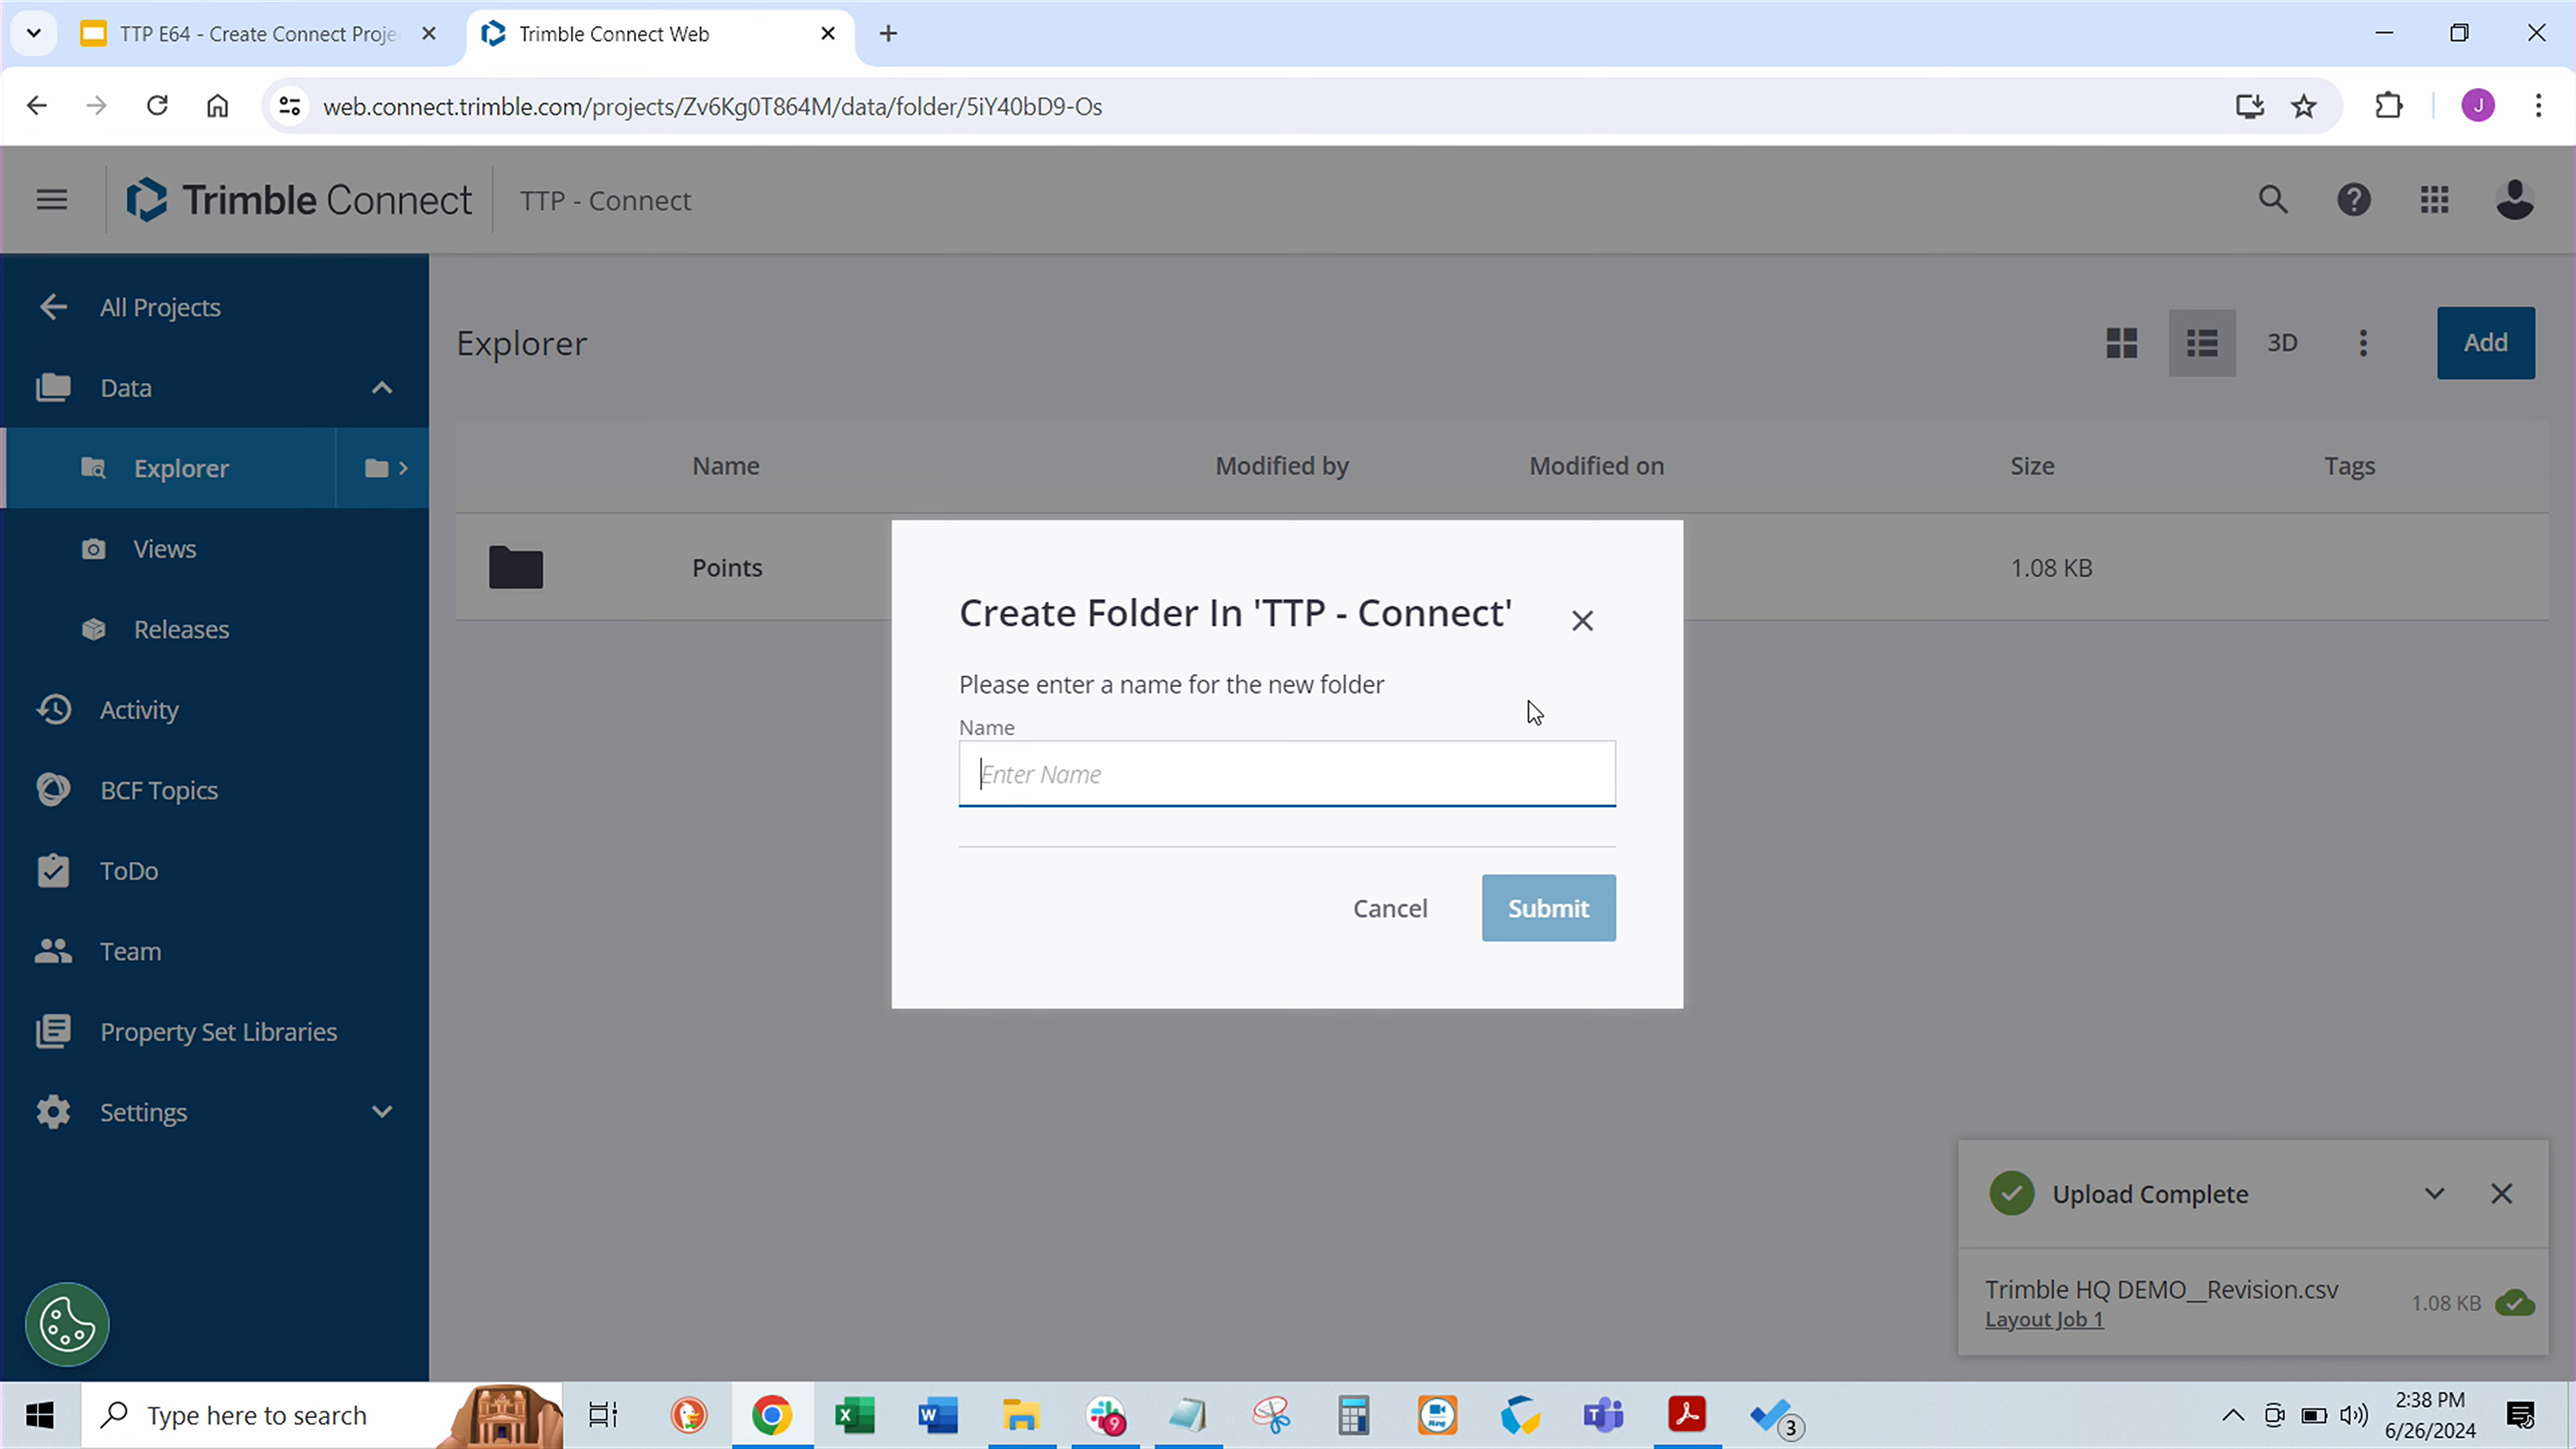 TTP E64 - Create Connect Proje
Trimble Connect Web
web.connect.trimble.com/projects/Zv6Kg0T864M/data/folder/5iY40bD9-Os
J
Trimble Connect
TTP - Connect
All Projects
Explorer
3D
Add
Data
Explorer
Name
Modified by
Modified on
Size
Tags
Views
Points
1.08 KB
Releases
Create Folder In 'TTP - Connect'
Please enter a name for the new folder
Name
Enter Name
Cancel
Submit
Activity
BCF Topics
ToDo
Team
Property Set Libraries
Settings
Upload Complete
Trimble HQ DEMO__Revision.csv
1.08 KB
Layout Job 1
Type here to search
9
3
2:38 PM
6/26/2024